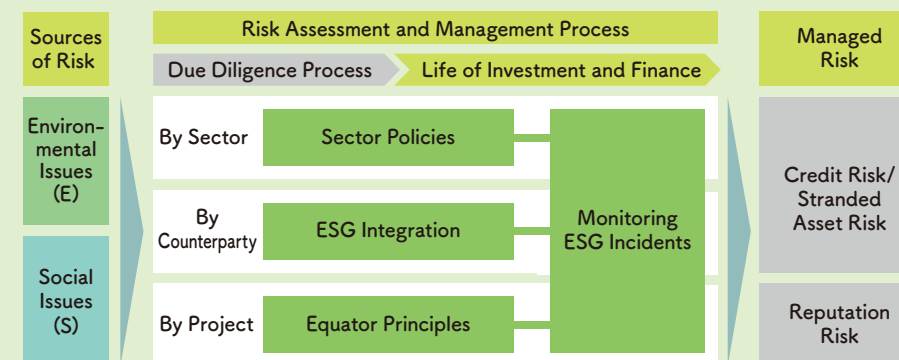 Sources
of Risk
Risk Assessment and Management Process
Due Diligence Process
Life of Investment and Finance
Managed
Risk
Environ-
mental
Issues
(E)
Social
Issues
(S)
By Sector
Sector Policies
By
Counterparty
ESG Integration
By Project
Equator Principles
Monitoring
ESG Incidents
Credit Risk/
Stranded
Asset Risk
Reputation
Risk